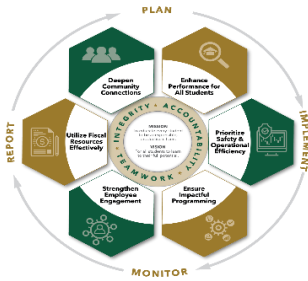 PLAN
Deepen
Community
Connections
Enhance
Performance for
All Students
REPORT
IMPLEMENT
Utilize Fiscal
Resources
Effectively
INTEGRITY • ACCOUNTABILITY • TEAMWORK •
MISSION
VISION
Prioritize
Safety &
Operational
Efficiency
Strengthen
Employee
Engagement
Ensure
Impactful
Programming
MONITOR